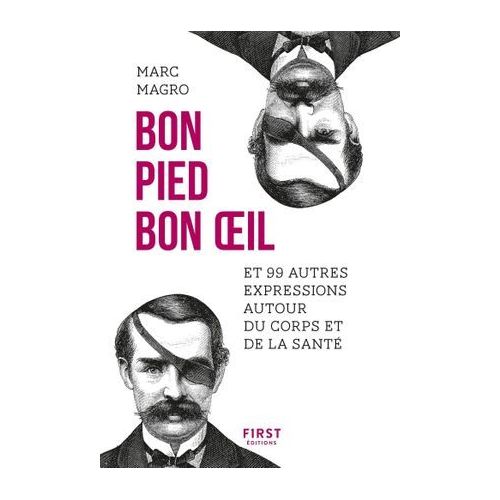 MARC
MAGRO
BON
PIED
BON ŒIL
ET 99 AUTRES
EXPRESSIONS
AUTOUR
DU CORPS ET
DE LA SANTÉ
FIRST
ÉDITIONS